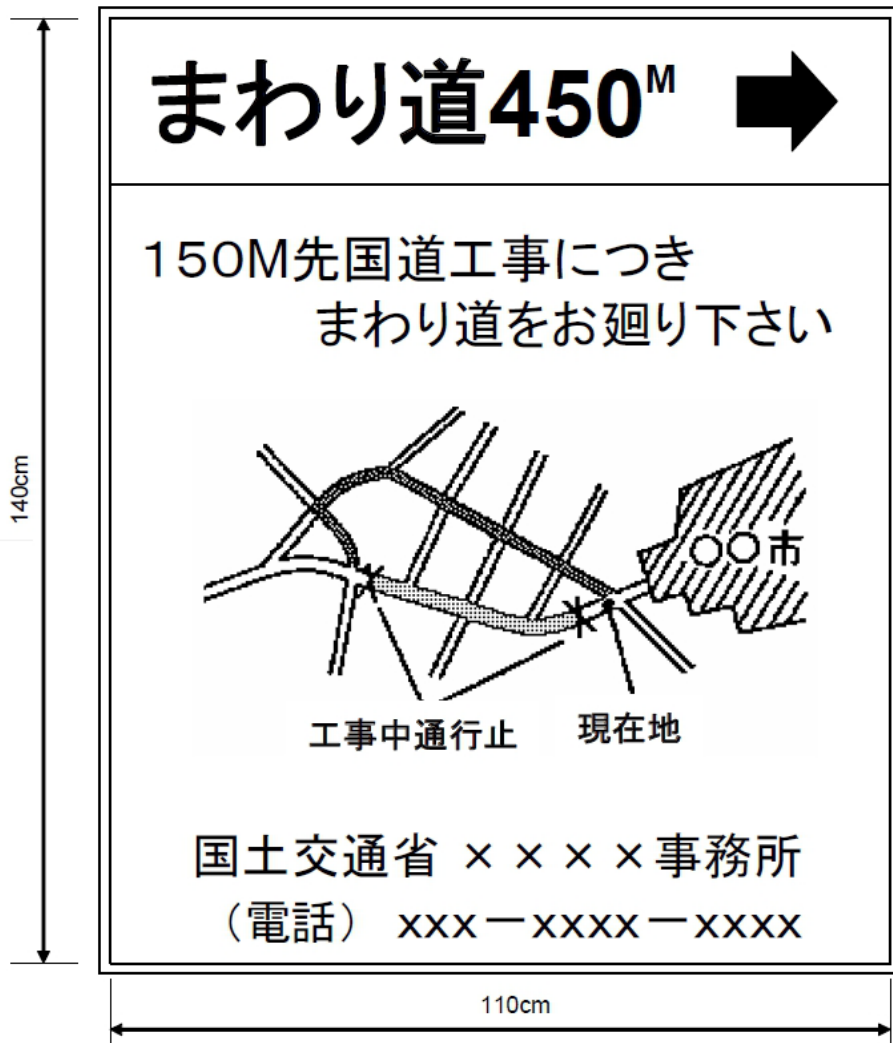 まわり道450M
150M先国道工事につき
まわり道をお廻り下さい
○○市
工事中通行止
現在地
国土交通省 ××××事務所
（電話） xxx－xxxx－xxxx
140cm
110cm